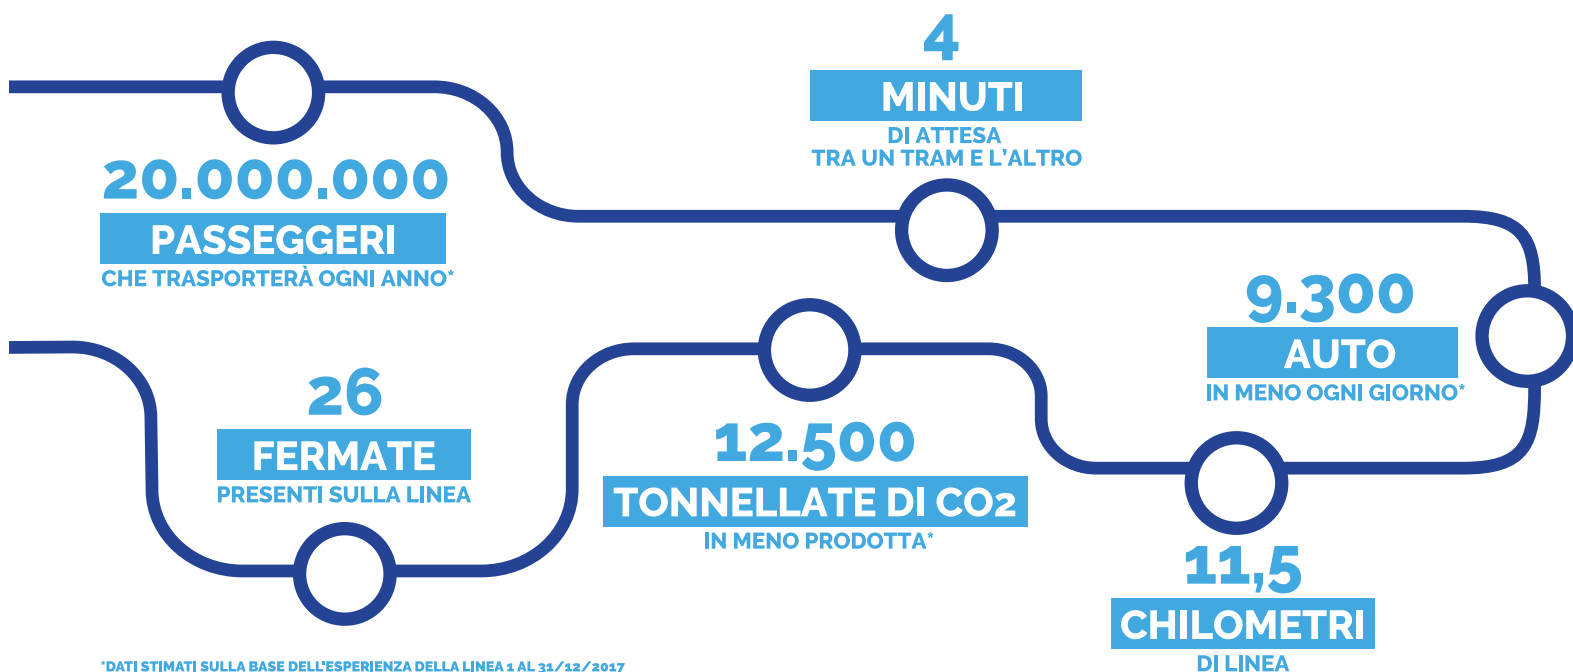 20.000.000
PASSEGGERI
CHE TRASPORTERÀ OGNI ANNO*
4
MINUTI
DI ATTESA
TRA UN TRAM E L'ALTRO
9.300
AUTO
IN MENO OGNI GIORNO*
11,5
CHILOMETRI
DI LINEA
12.500
TONNELLATE DI CO2
IN MENO PRODOTTA*
26
FERMATE
PRESENTI SULLA LINEA
*DATI STIMATI SULLA BASE DELL'ESPERIENZA DELLA LINEA 1 AL 31/12/2017